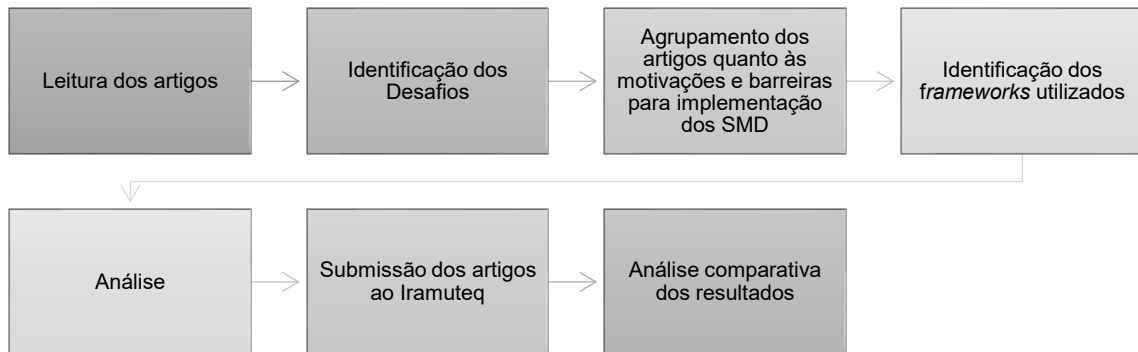 Leitura dos artigos
Identificação dos
Desafios
Agrupamento dos
artigos quanto às
motivações e barreiras
para implementação
dos SMD
Identificação dos
frameworks utilizados
Análise
Submissão dos artigos
ao Iramuteq
Análise comparativa
dos resultados